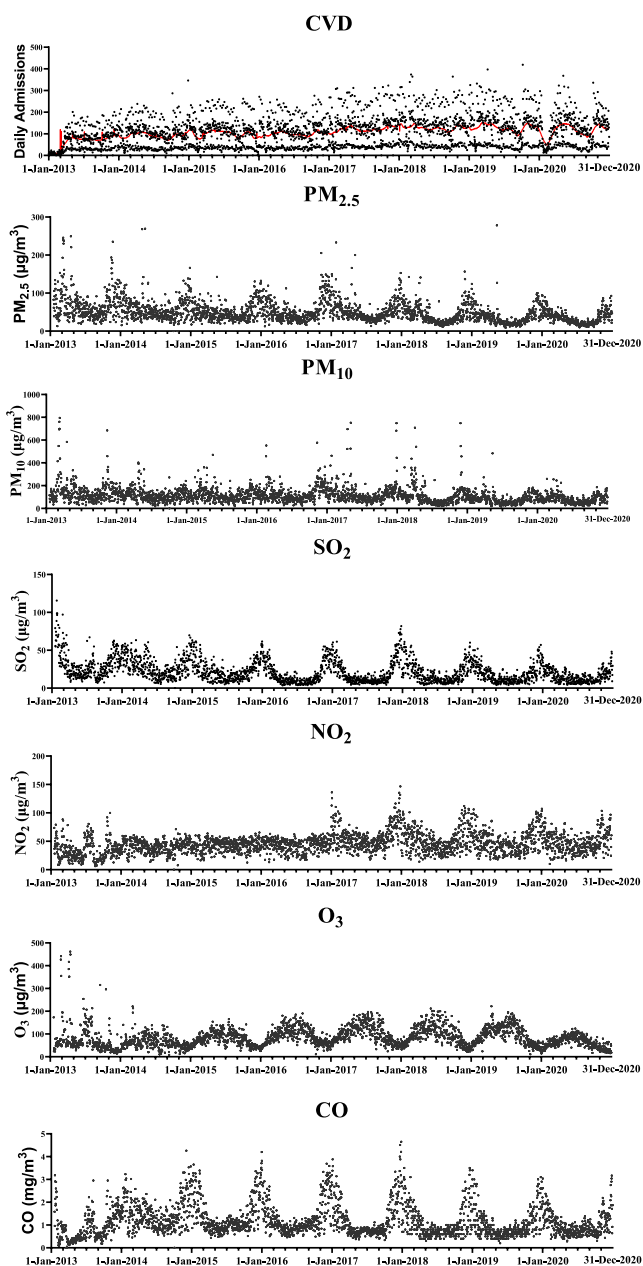 CVD
Daily Admissions
500
400
300
200
100
0
1-Jan-2013 1-Jan-2014 1-Jan-2015 1-Jan-2016 1-Jan-2017 1-Jan-2018 1-Jan-2019 1-Jan-2020 31-Dec-2020
PM2.5
PM2.5 (μg/m³)
300
200
100
0
1-Jan-2013 1-Jan-2014 1-Jan-2015 1-Jan-2016 1-Jan-2017 1-Jan-2018 1-Jan-2019 1-Jan-2020 31-Dec-2020
PM10
PM10 (μg/m³)
1000
800
600
400
200
0
1-Jan-2013 1-Jan-2014 1-Jan-2015 1-Jan-2016 1-Jan-2017 1-Jan-2018 1-Jan-2019 1-Jan-2020 31-Dec-2020
SO2
SO2 (μg/m³)
150
100
50
0
1-Jan-2013 1-Jan-2014 1-Jan-2015 1-Jan-2016 1-Jan-2017 1-Jan-2018 1-Jan-2019 1-Jan-2020 31-Dec-2020
NO2
NO2 (μg/m³)
200
150
100
50
0
1-Jan-2013 1-Jan-2014 1-Jan-2015 1-Jan-2016 1-Jan-2017 1-Jan-2018 1-Jan-2019 1-Jan-2020 31-Dec-2020
O3
O3 (μg/m³)
500
400
300
200
100
0
1-Jan-2013 1-Jan-2014 1-Jan-2015 1-Jan-2016 1-Jan-2017 1-Jan-2018 1-Jan-2019 1-Jan-2020 31-Dec-2020
CO
CO (mg/m³)
5
4
3
2
1
0
1-Jan-2013 1-Jan-2014 1-Jan-2015 1-Jan-2016 1-Jan-2017 1-Jan-2018 1-Jan-2019 1-Jan-2020 31-Dec-2020